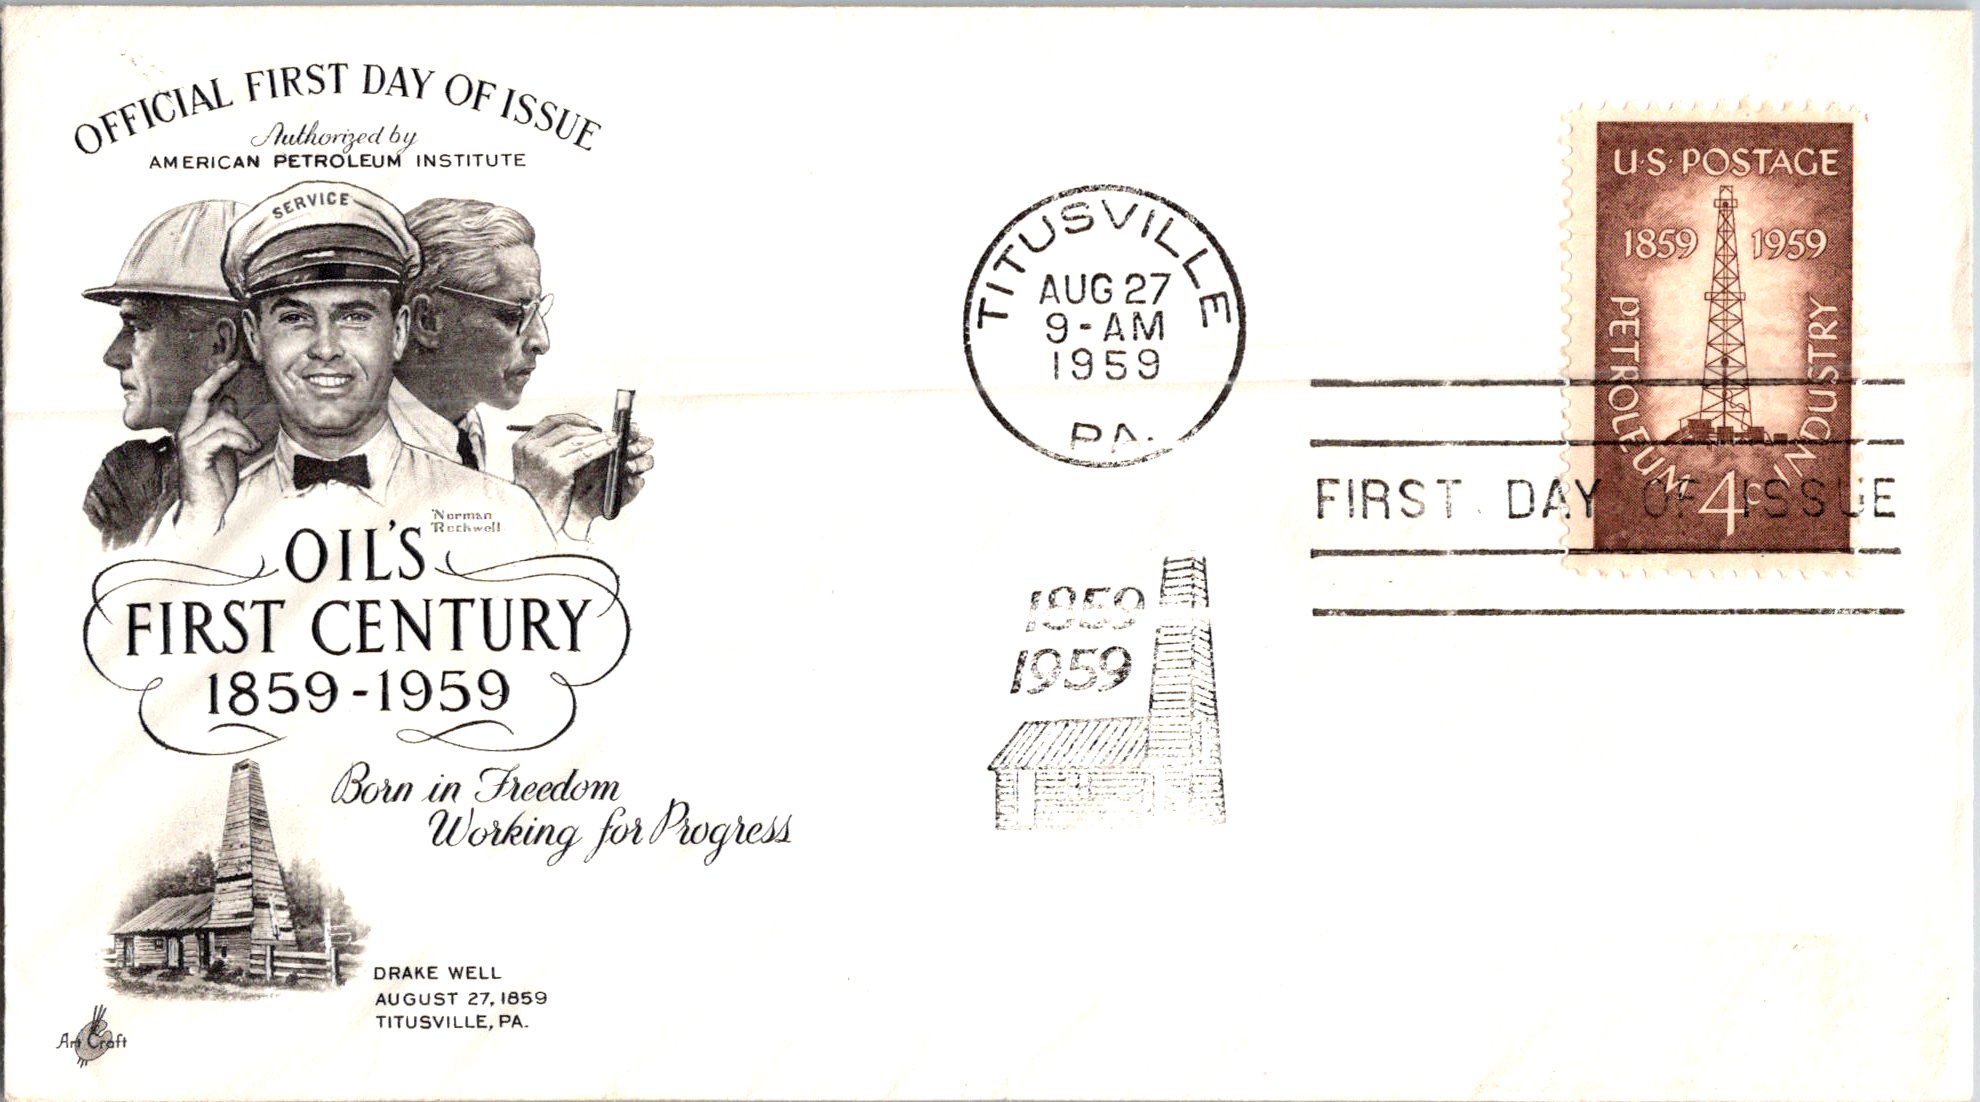 OFFICIAL FIRST DAY OF ISSUE
Authorized by
AMERICAN PETROLEUM INSTITUTE
SERVICE
Norman
Rockwell
OIL'S
FIRST CENTURY
1859-1959
Born in Freedom
Working for Progress
DRAKE WELL
AUGUST 27, 1859
TITUSVILLE, PA.
Art Craft
TITUSVILLE
AUG 27
9-AM
1959
PA.
1859
1959
U·S·POSTAGE
1859 1959
PETROLEUM INDUSTRY
4c
FIRST DAY OF ISSUE